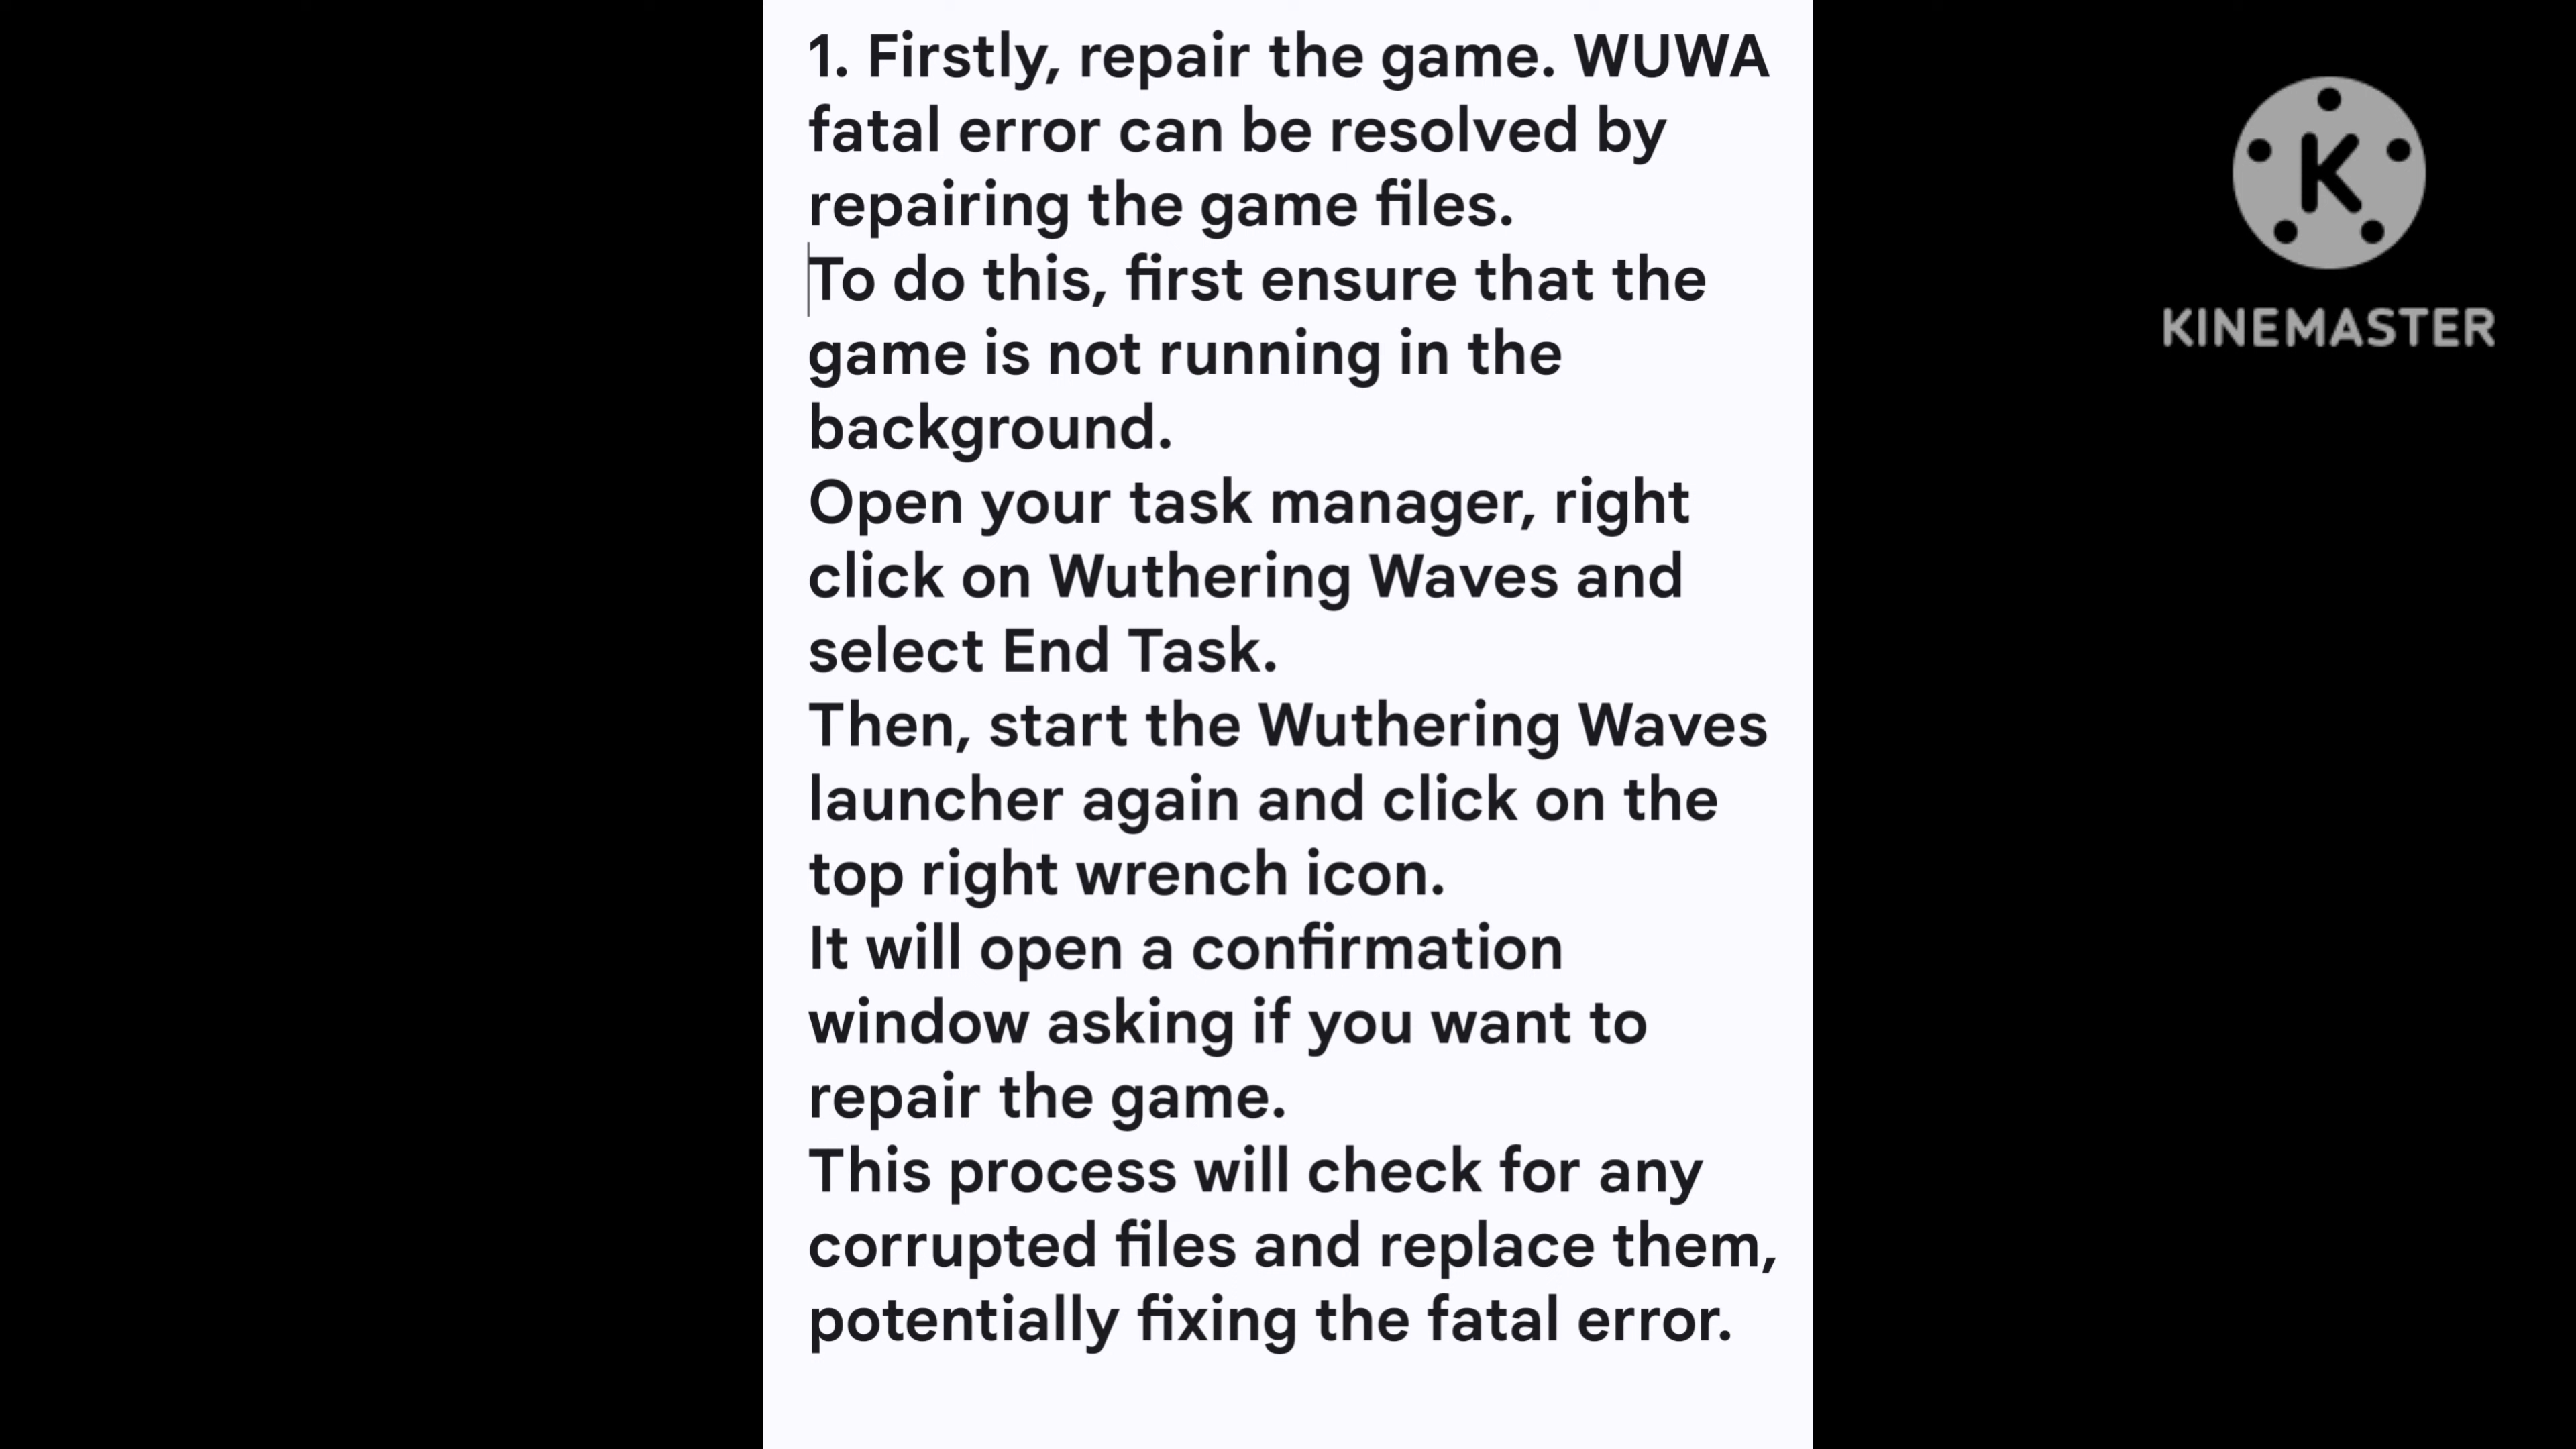 1. Firstly, repair the game. WUWA
fatal error can be resolved by
repairing the game files.
To do this, first ensure that the
game is not running in the
background.
Open your task manager, right
click on Wuthering Waves and
select End Task.
Then, start the Wuthering Waves
launcher again and click on the
top right wrench icon.
It will open a confirmation
window asking if you want to
repair the game.
This process will check for any
corrupted files and replace them,
potentially fixing the fatal error.
K
KINEMASTER